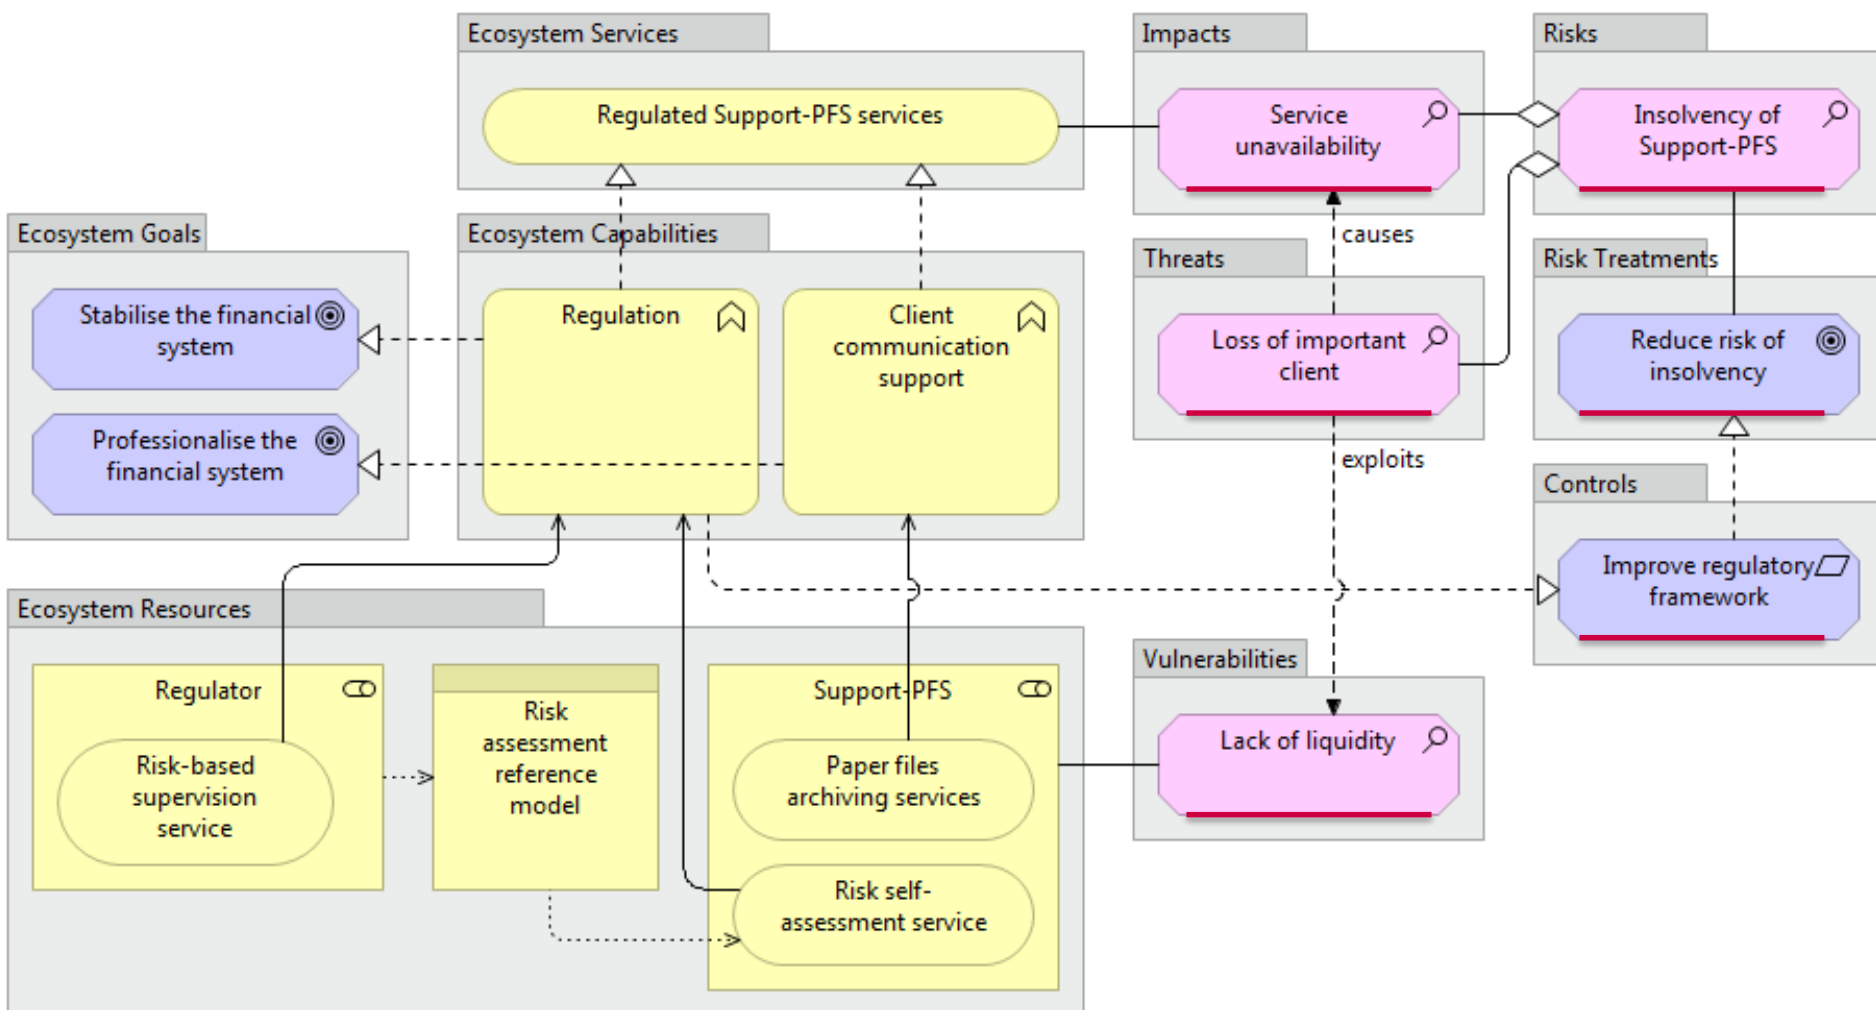 Ecosystem Services
Regulated Support-PFS services
Impacts
Service
unavailability
Risks
Insolvency of
Support-PFS
Ecosystem Goals
Stabilise the financial
system
Professionalise the
financial system
Ecosystem Capabilities
Regulation
Client
communication
support
causes
Threats
Loss of important
client
exploits
Risk Treatments
Reduce risk of
insolvency
Controls
Improve regulatory
framework
Ecosystem Resources
Regulator
Risk-based
supervision
service
Risk
assessment
reference
model
Support-PFS
Paper files
archiving services
Risk self-
assessment service
Vulnerabilities
Lack of liquidity